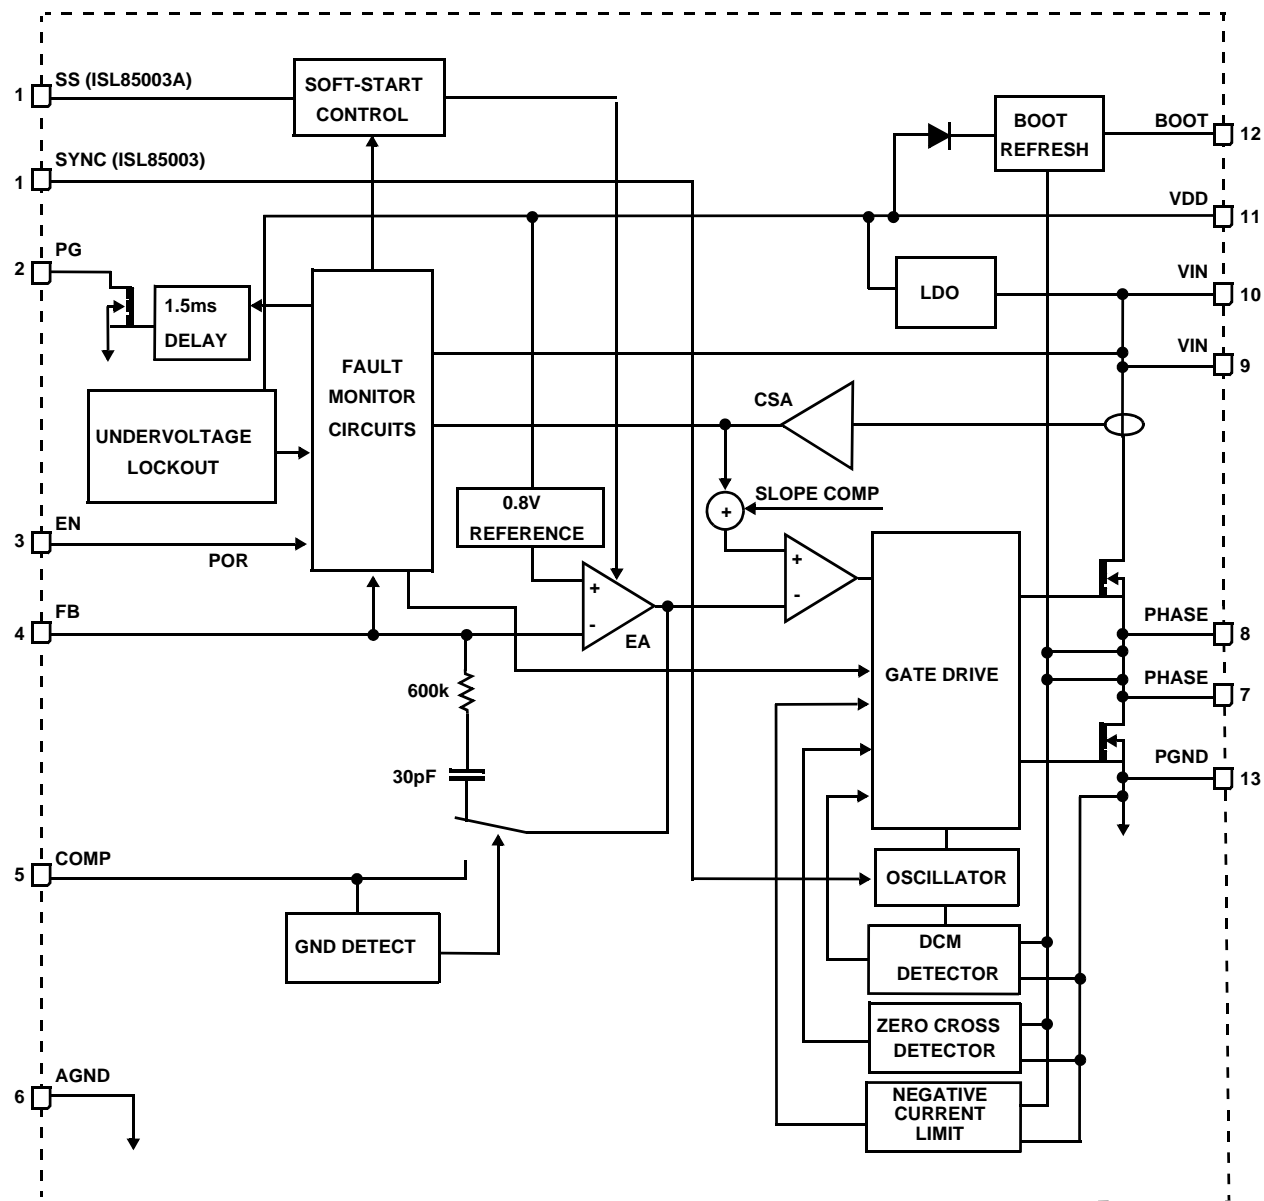 SS (ISL85003A)
1
SOFT-START
CONTROL
SYNC (ISL85003)
1
BOOT
REFRESH
BOOT
12
VDD
11
PG
2
1.5ms
DELAY
LDO
VIN
10
VIN
9
FAULT
MONITOR
CIRCUITS
CSA
UNDERVOLTAGE
LOCKOUT
0.8V
REFERENCE
+
SLOPE COMP
EN
3
POR
+
-
EA
+
-
FB
4
GATE DRIVE
PHASE
8
PHASE
7
600k
30pF
PGND
13
COMP
5
OSCILLATOR
GND DETECT
DCM
DETECTOR
ZERO CROSS
DETECTOR
NEGATIVE
CURRENT
LIMIT
AGND
6